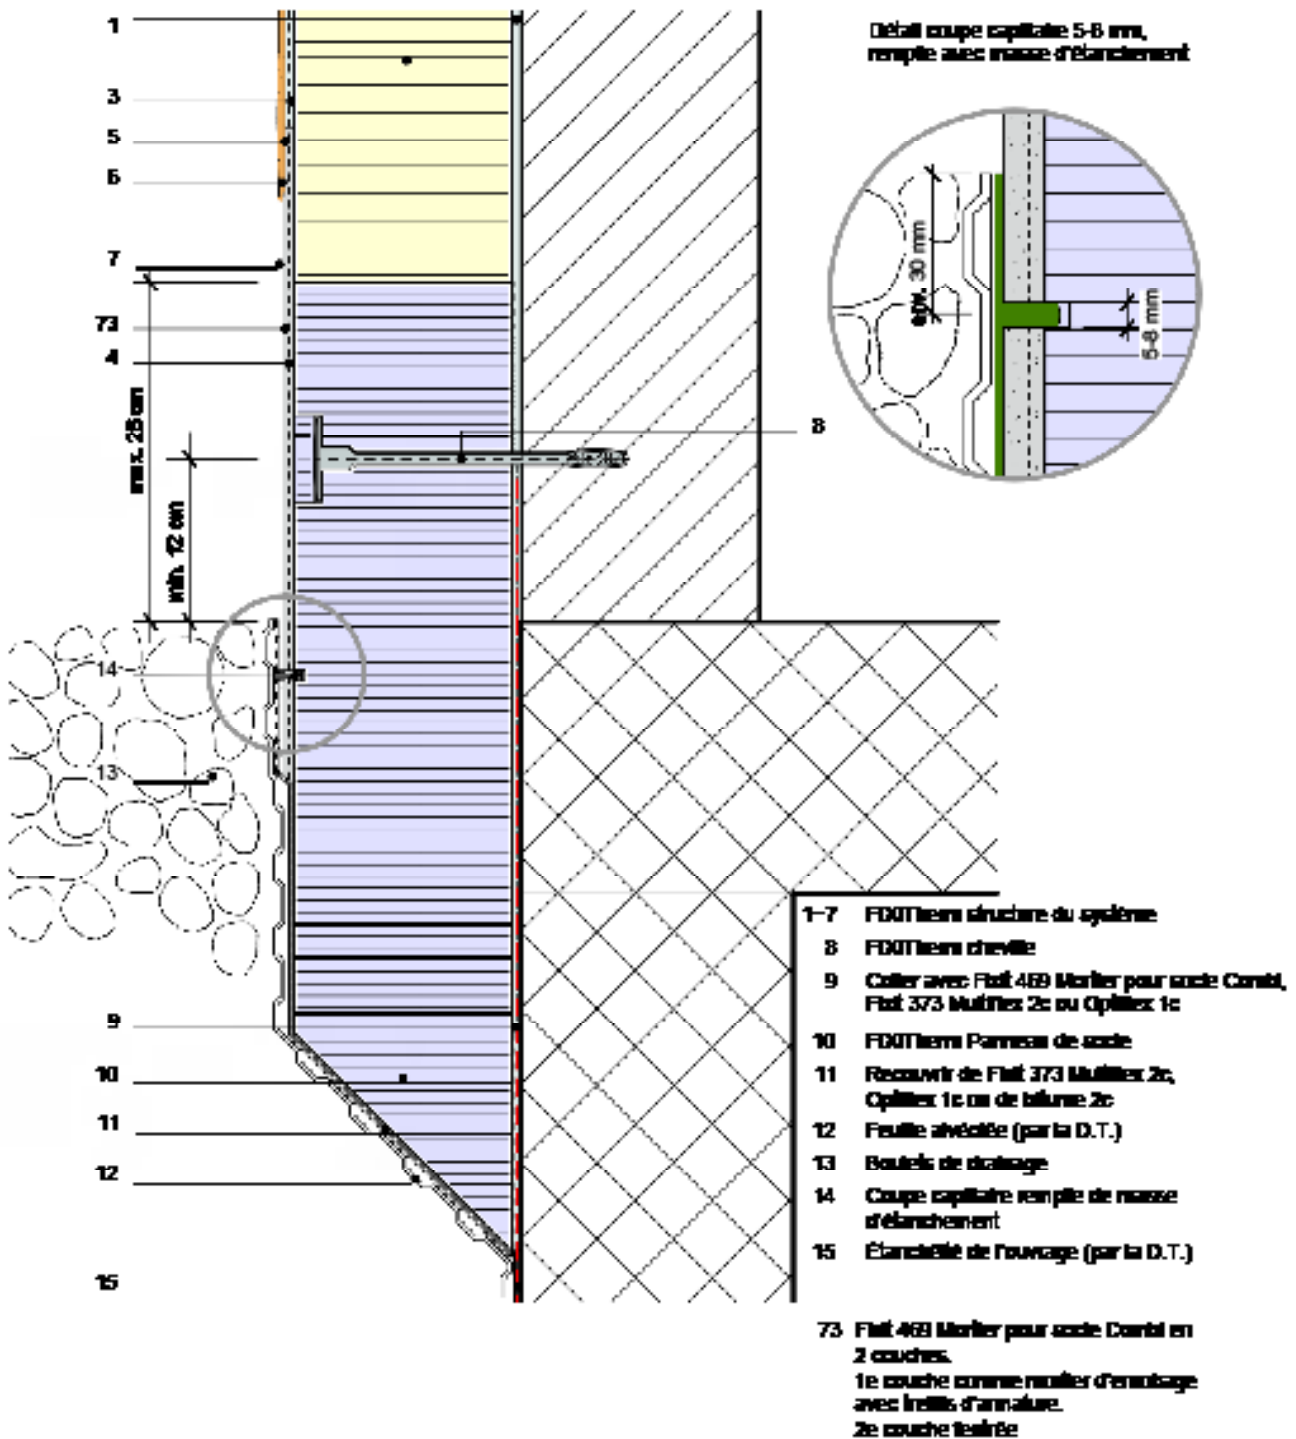 1
3
5
6
7
73
4
max. 25 cm
min. 12 cm
14
13
9
10
11
12
15
8
Détail coupe capillaire 5-8 mm,
remplie avec masse d'étanchement
env. 30 mm
5-8 mm
1-7 FIXITherm structure du système
8 FIXITherm cheville
9 Coller avec Fixit 469 Mortier pour socle Combi,
Fixit 373 Multiflex 2c ou Optiflex 1c
10 FIXITherm Panneau de socle
11 Recouvrir de Fixit 373 Multiflex 2c,
Optiflex 1c ou de bitume 2c
12 Feuille alvéolée (par la D.T.)
13 Boulets de drainage
14 Coupe capillaire remplie de masse
d'étanchement
15 Étanchéité de l'ouvrage (par la D.T.)
73 Fixit 469 Mortier pour socle Combi en
2 couches.
1e couche comme mortier d'enrobage
avec treillis d'armature.
2e couche feutrée